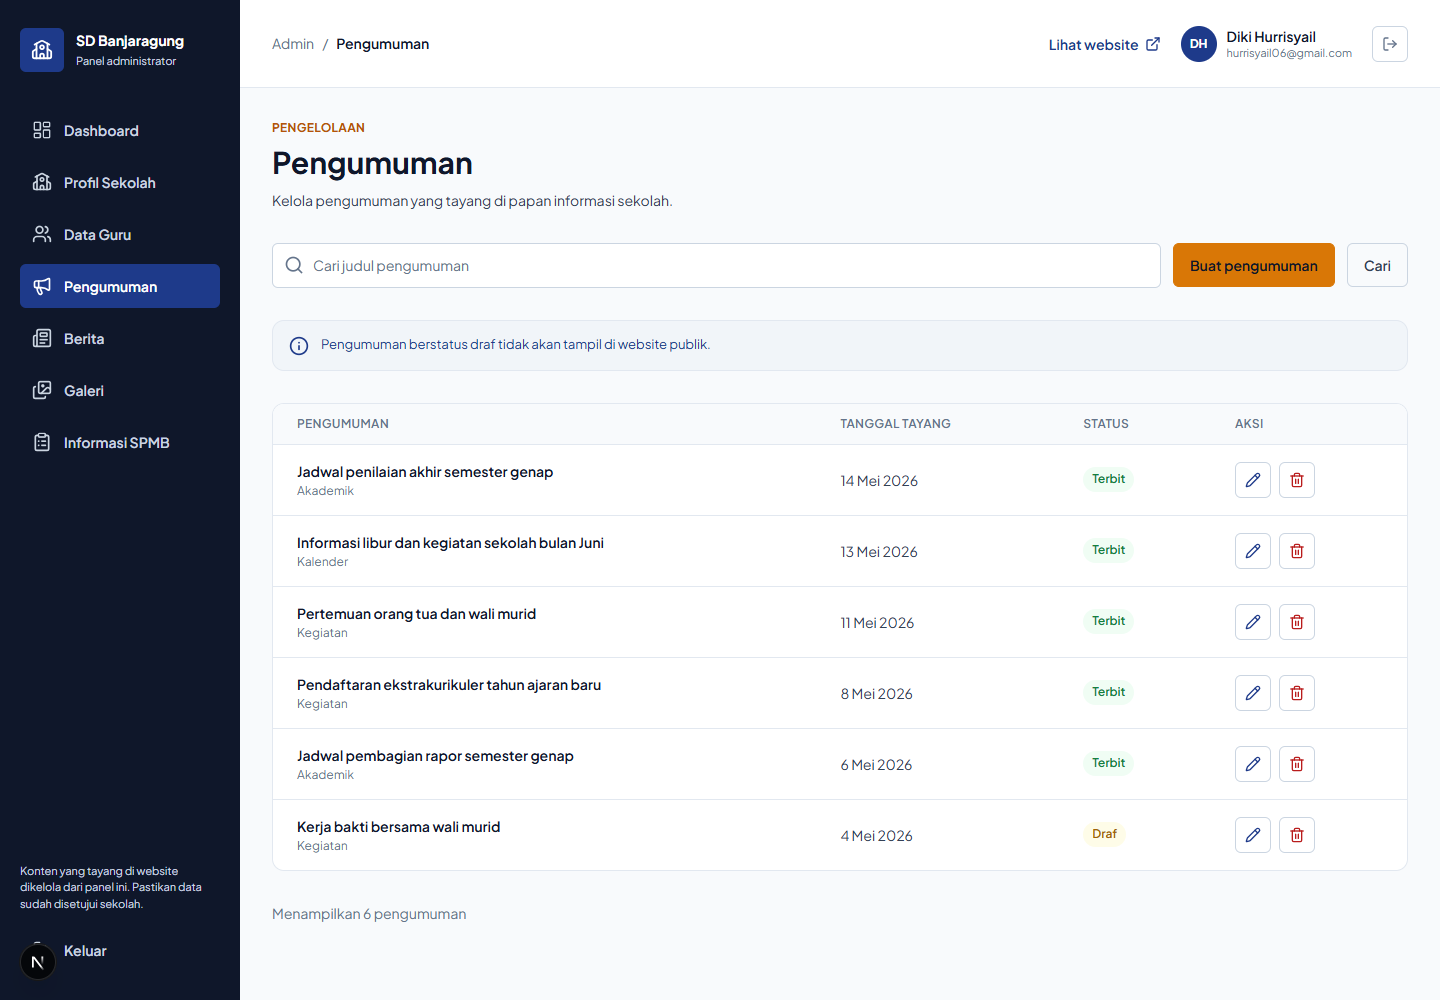 SD Banjaragung
Panel administrator
Dashboard
Profil Sekolah
Data Guru
Pengumuman
Berita
Galeri
Informasi SPMB
Konten yang tayang di website
dikelola dari panel ini. Pastikan data
sudah disetujui sekolah.
Keluar
N
Admin / Pengumuman
Lihat website
DH
Diki Hurrisyail
hurrisyail06@gmail.com
PENGELOLAAN
Pengumuman
Kelola pengumuman yang tayang di papan informasi sekolah.
Cari judul pengumuman
Buat pengumuman
Cari
Pengumuman berstatus draf tidak akan tampil di website publik.
PENGUMUMAN TANGGAL TAYANG STATUS AKSI
Jadwal penilaian akhir semester genap
Akademik
14 Mei 2026
Terbit
Informasi libur dan kegiatan sekolah bulan Juni
Kalender
13 Mei 2026
Terbit
Pertemuan orang tua dan wali murid
Kegiatan
11 Mei 2026
Terbit
Pendaftaran ekstrakurikuler tahun ajaran baru
Kegiatan
8 Mei 2026
Terbit
Jadwal pembagian rapor semester genap
Akademik
6 Mei 2026
Terbit
Kerja bakti bersama wali murid
Kegiatan
4 Mei 2026
Draf
Menampilkan 6 pengumuman